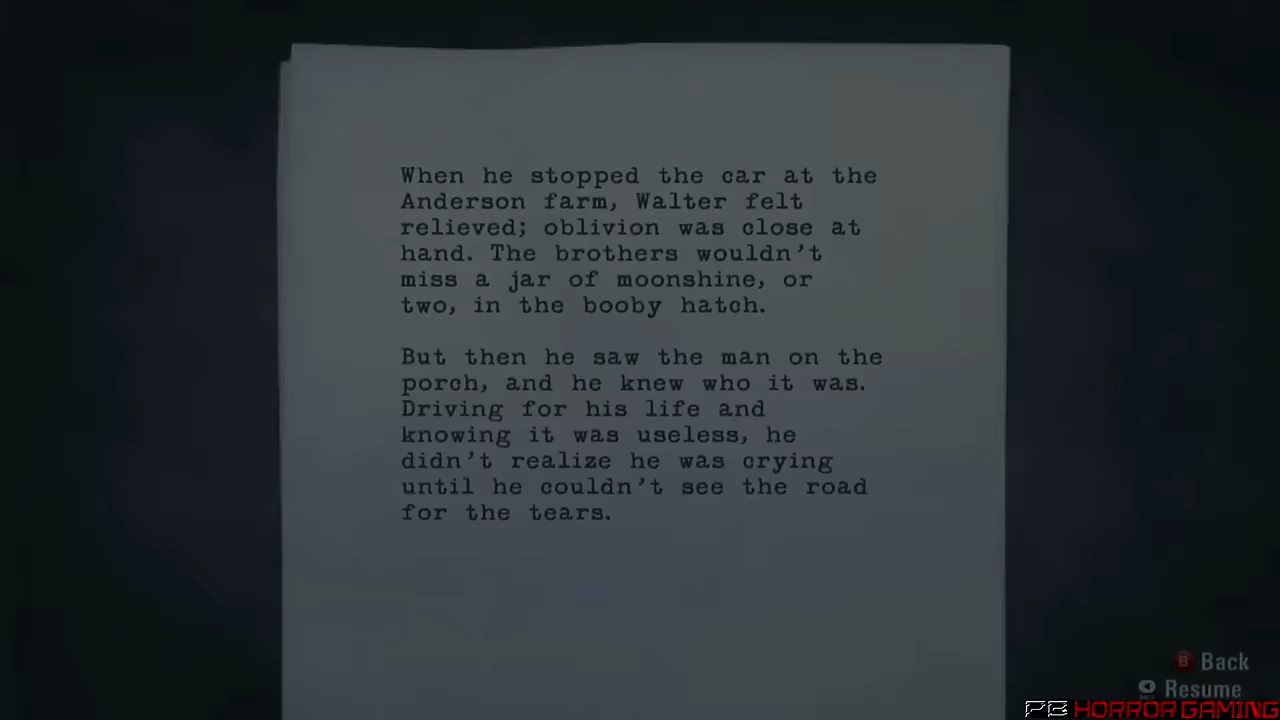 When he stopped the car at the
Anderson farm, Walter felt
relieved; oblivion was close at
hand. The brothers wouldn't
miss a jar of moonshine, or
two, in the booby hatch.
But then he saw the man on the
porch, and he knew who it was.
Driving for his life and
knowing it was useless, he
didn't realize he was crying
until he couldn't see the road
for the tears.
B Back
Resume
HORROR GAMING